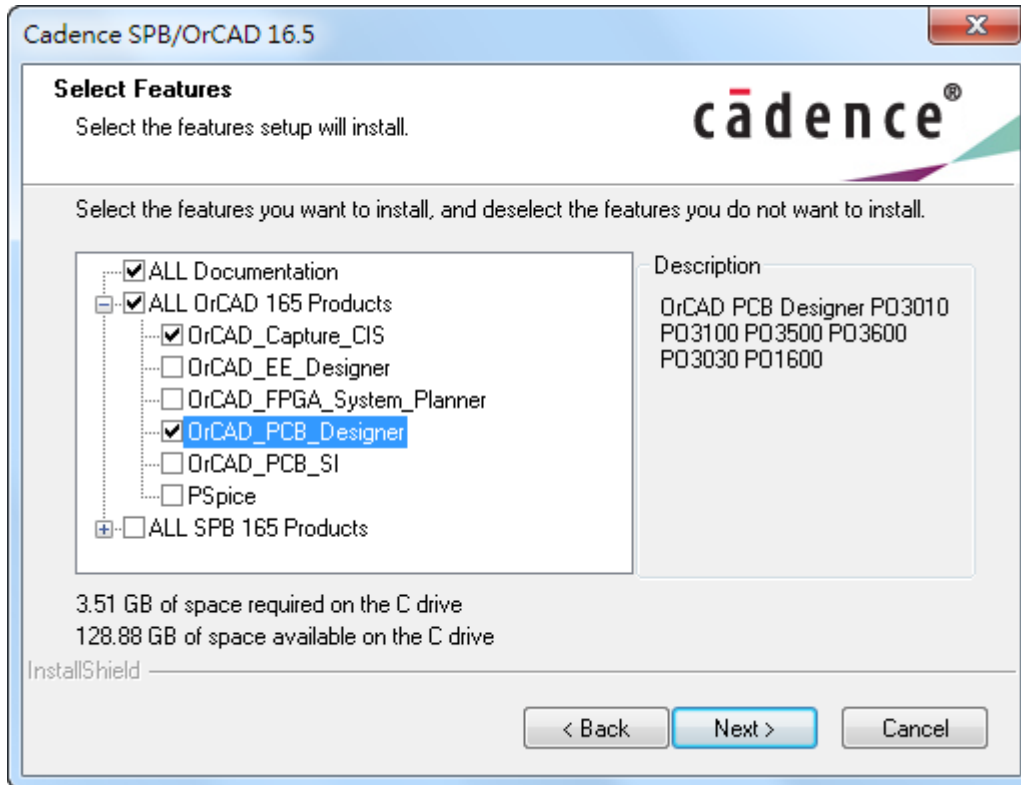 Cadence SPB/OrCAD 16.5
Select Features
Select the features setup will install.
cādence®
Select the features you want to install, and deselect the features you do not want to install.
ALL Documentation
ALL OrCAD 165 Products
OrCAD_Capture_CIS
OrCAD_EE_Designer
OrCAD_FPGA_System_Planner
OrCAD_PCB_Designer
OrCAD_PCB_SI
PSpice
ALL SPB 165 Products
Description
OrCAD PCB Designer PO3010
PO3100 PO3500 PO3600
PO3030 PO1600
3.51 GB of space required on the C drive
128.88 GB of space available on the C drive
InstallShield
< Back
Next >
Cancel